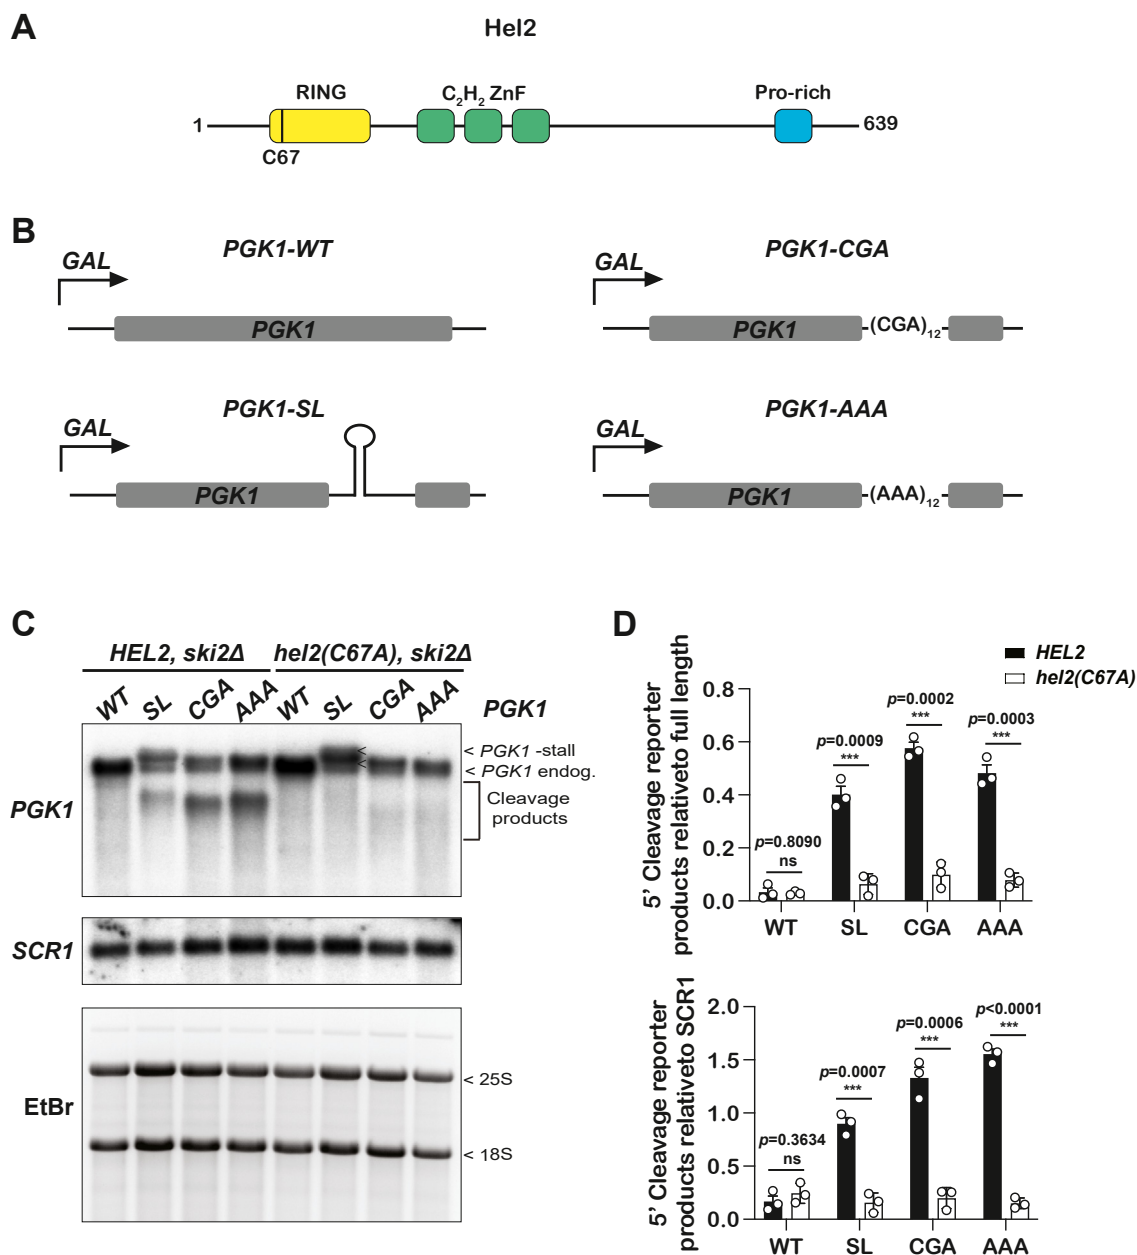 A
Hel2
RING
C2H2 ZnF
Pro-rich
1
639
C67
B
PGK1-WT
PGK1-CGA
GAL
GAL
PGK1
PGK1
(CGA)12
PGK1-SL
PGK1-AAA
GAL
GAL
PGK1
PGK1
(AAA)12
C
HEL2, ski2Δ
hel2(C67A), ski2Δ
WT SL CGA AAA WT SL CGA AAA
PGK1
< PGK1 -stall
< PGK1 endog.
Cleavage
products
<
<
PGK1
SCR1
EtBr
< 25S
< 18S
D
HEL2
hel2(C67A)
5’ Cleavage reporter
products relativeto full length
0.8
0.6
0.4
0.2
0.0
p=0.8090
ns
p=0.0009
***
p=0.0002
***
p=0.0003
***
WT SL CGA AAA
5’ Cleavage reporter
products relativeto SCR1
2.0
1.5
1.0
0.5
0.0
p=0.3634
ns
p=0.0007
***
p=0.0006
***
p<0.0001
***
WT SL CGA AAA